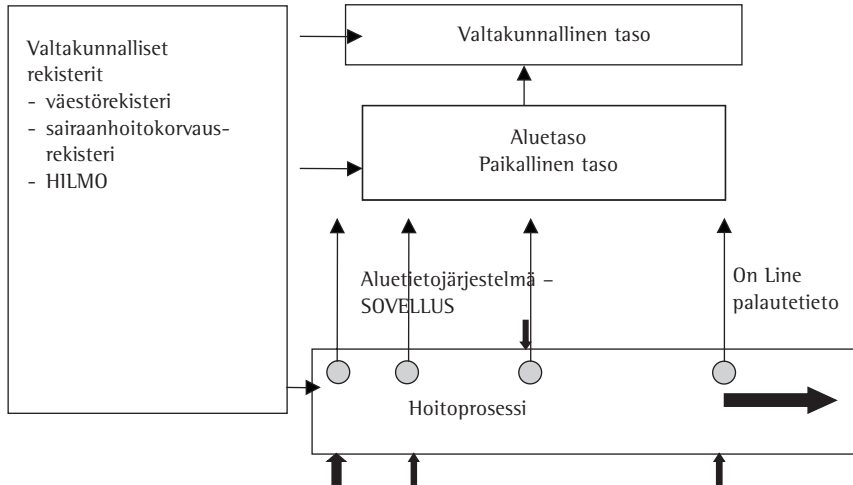 Valtakunnalliset
rekisterit
- väestörekisteri
- sairaanhoitokorvaus-
rekisteri
- HILMO
Valtakunnallinen taso
Aluetaso
Paikallinen taso
Aluetietojärjestelmä –
SOVELLUS
On Line
palautetieto
Hoitoprosessi